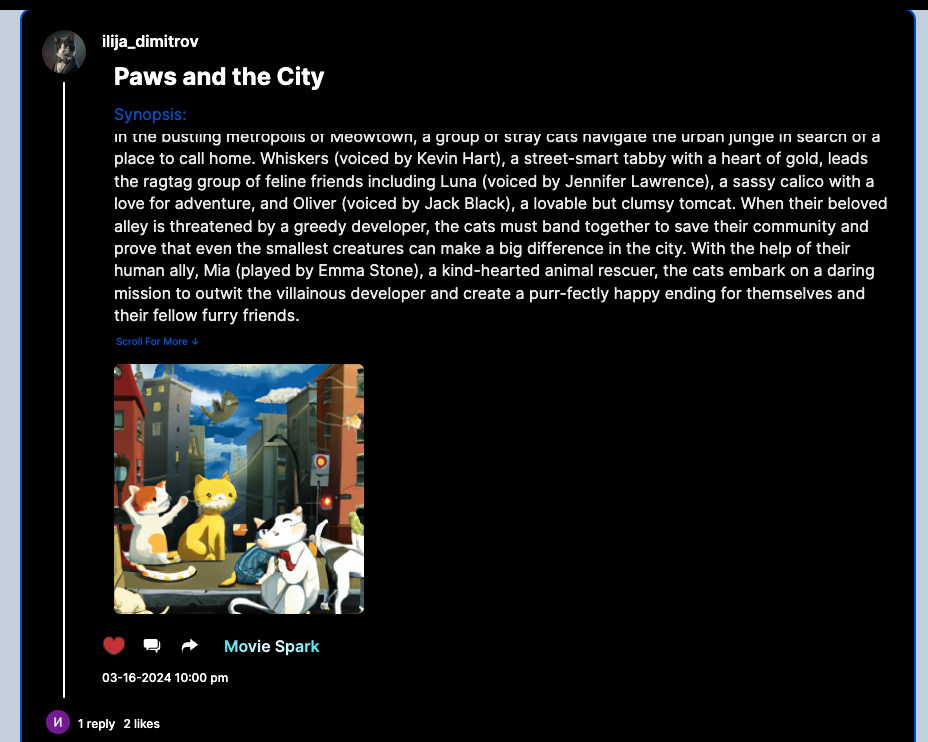 ilija_dimitrov
Paws and the City
Synopsis:
In the bustling metropolis of Meowtown, a group of stray cats navigate the urban jungle in search of a
place to call home. Whiskers (voiced by Kevin Hart), a street-smart tabby with a heart of gold, leads
the ragtag group of feline friends including Luna (voiced by Jennifer Lawrence), a sassy calico with a
love for adventure, and Oliver (voiced by Jack Black), a lovable but clumsy tomcat. When their beloved
alley is threatened by a greedy developer, the cats must band together to save their community and
prove that even the smallest creatures can make a big difference in the city. With the help of their
human ally, Mia (played by Emma Stone), a kind-hearted animal rescuer, the cats embark on a daring
mission to outwit the villainous developer and create a purr-fectly happy ending for themselves and
their fellow furry friends.
Scroll For More ↓
Movie Spark
03-16-2024 10:00 pm
И 1 reply 2 likes